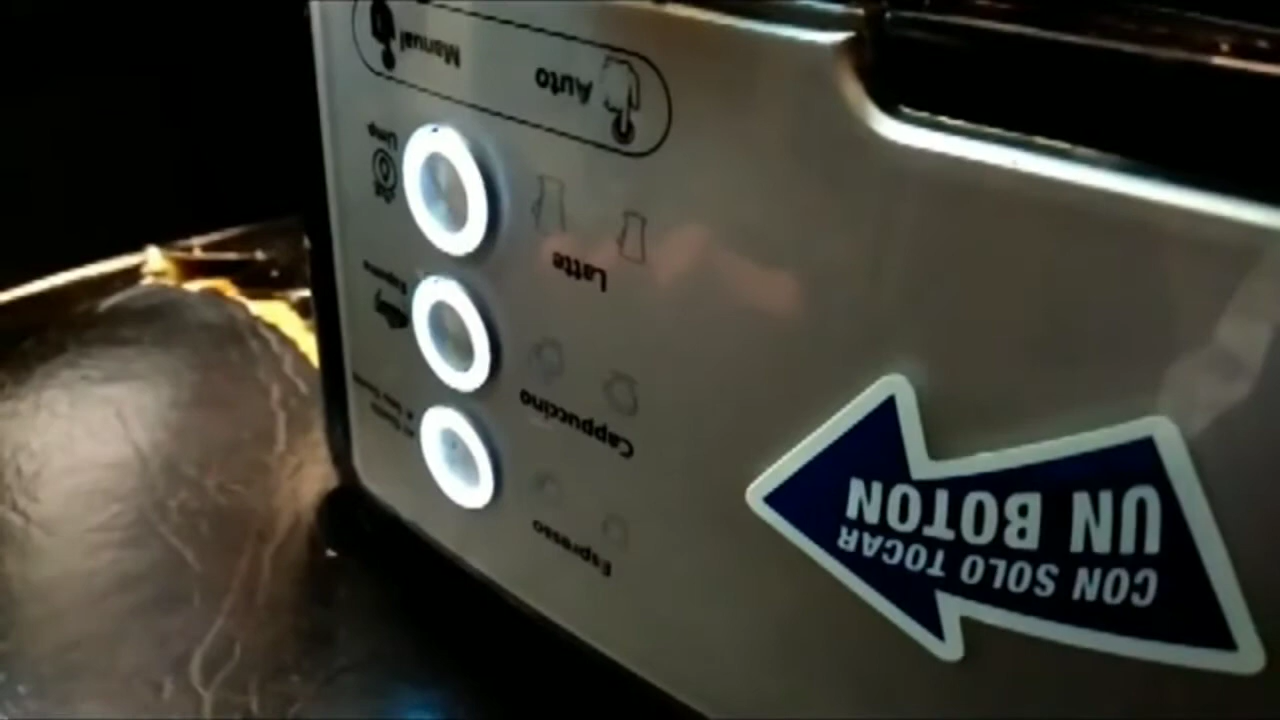 CON SOLO TOCAR
UN BOTON
Espresso
Cappuccino
Latte
Auto
Manual